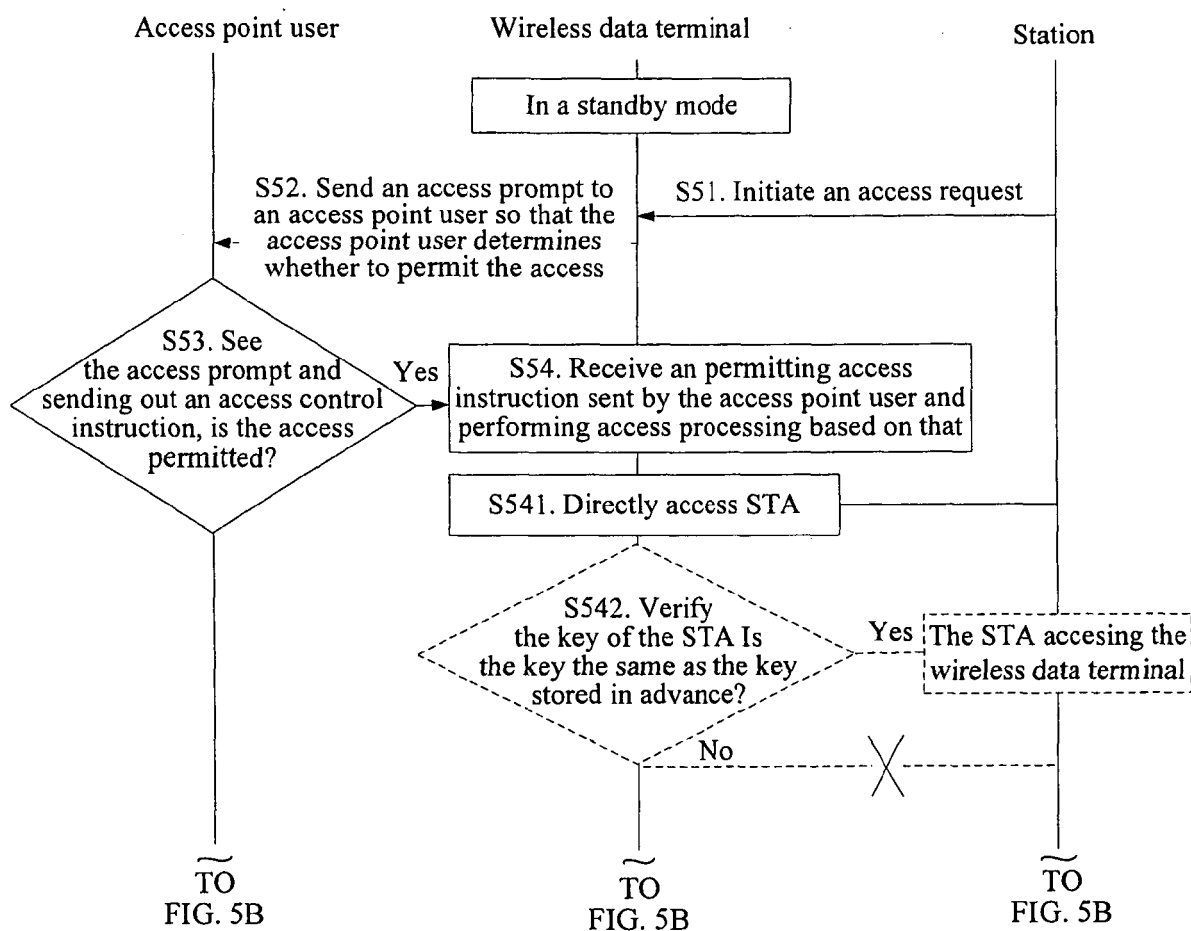 Access point user
Wireless data terminal
Station
In a standby mode
S52. Send an access prompt to
an access point user so that the
access point user determines
whether to permit the access
S51. Initiate an access request
S53. See
the access prompt and
sending out an access control
instruction, is the access
permitted?
Yes
S54. Receive an permitting access
instruction sent by the access point user and
performing access processing based on that
S541. Directly access STA
S542. Verify
the key of the STA Is
the key the same as the key
stored in advance?
Yes
The STA accesing the
wireless data terminal
No
TO
FIG. 5B
TO
FIG. 5B
TO
FIG. 5B